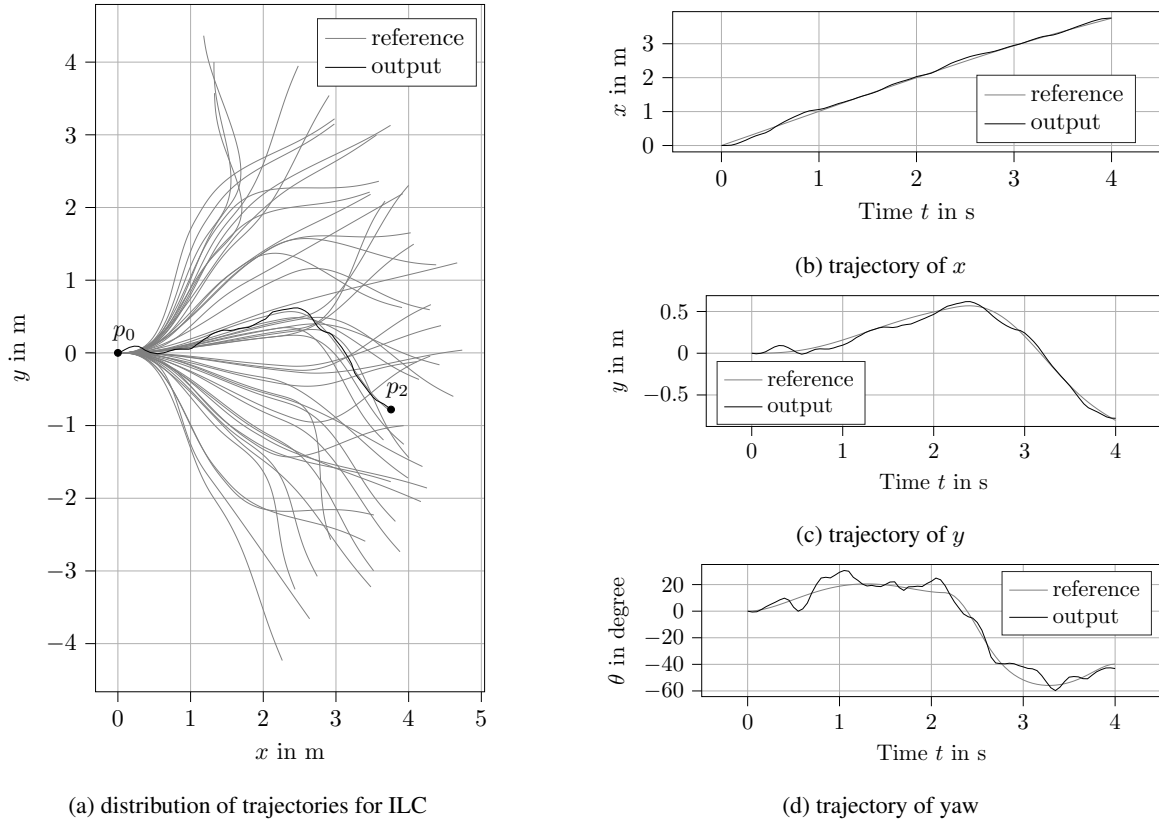 reference
output
4
3
2
1
0
−1
−2
−3
−4
y in m
p0
p2
0 1 2 3 4 5
x in m
(a) distribution of trajectories for ILC
3
2
1
0
x in m
reference
output
0 1 2 3 4
Time t in s
(b) trajectory of x
0.5
0
−0.5
y in m
reference
output
0 1 2 3 4
Time t in s
(c) trajectory of y
20
0
−20
−40
−60
θ in degree
reference
output
0 1 2 3 4
Time t in s
(d) trajectory of yaw